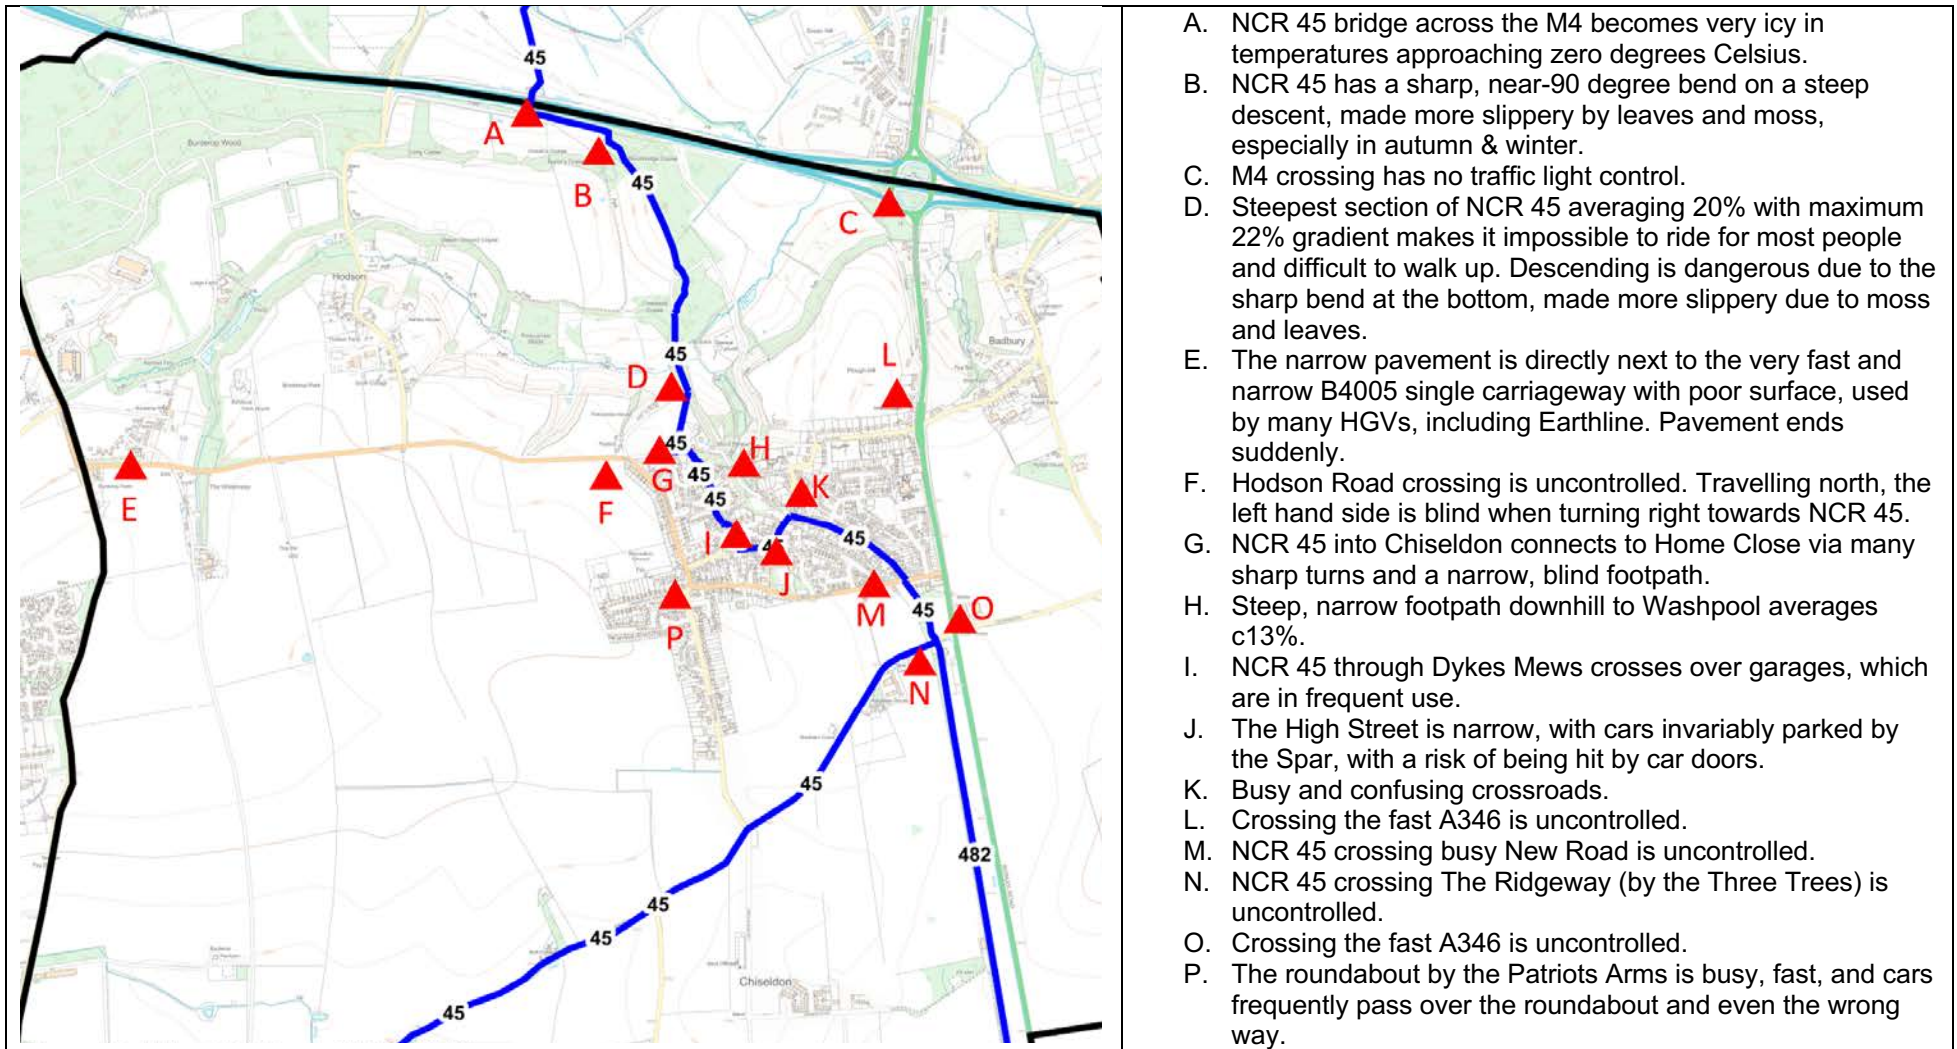 45
A
B
45
C
Burderop Wood
Hodson
Badbury
45
D
L
Plough Hill
45
G
H
45
45
K
E
F
I
45
45
J
M
45
O
P
N
45
482
45
45
Chiseldon
45
A. NCR 45 bridge across the M4 becomes very icy in
temperatures approaching zero degrees Celsius.
B. NCR 45 has a sharp, near-90 degree bend on a steep
descent, made more slippery by leaves and moss,
especially in autumn & winter.
C. M4 crossing has no traffic light control.
D. Steepest section of NCR 45 averaging 20% with maximum
22% gradient makes it impossible to ride for most people
and difficult to walk up. Descending is dangerous due to the
sharp bend at the bottom, made more slippery due to moss
and leaves.
E. The narrow pavement is directly next to the very fast and
narrow B4005 single carriageway with poor surface, used
by many HGVs, including Earthline. Pavement ends
suddenly.
F. Hodson Road crossing is uncontrolled. Travelling north, the
left hand side is blind when turning right towards NCR 45.
G. NCR 45 into Chiseldon connects to Home Close via many
sharp turns and a narrow, blind footpath.
H. Steep, narrow footpath downhill to Washpool averages
c13%.
I. NCR 45 through Dykes Mews crosses over garages, which
are in frequent use.
J. The High Street is narrow, with cars invariably parked by
the Spar, with a risk of being hit by car doors.
K. Busy and confusing crossroads.
L. Crossing the fast A346 is uncontrolled.
M. NCR 45 crossing busy New Road is uncontrolled.
N. NCR 45 crossing The Ridgeway (by the Three Trees) is
uncontrolled.
O. Crossing the fast A346 is uncontrolled.
P. The roundabout by the Patriots Arms is busy, fast, and cars
frequently pass over the roundabout and even the wrong
way.